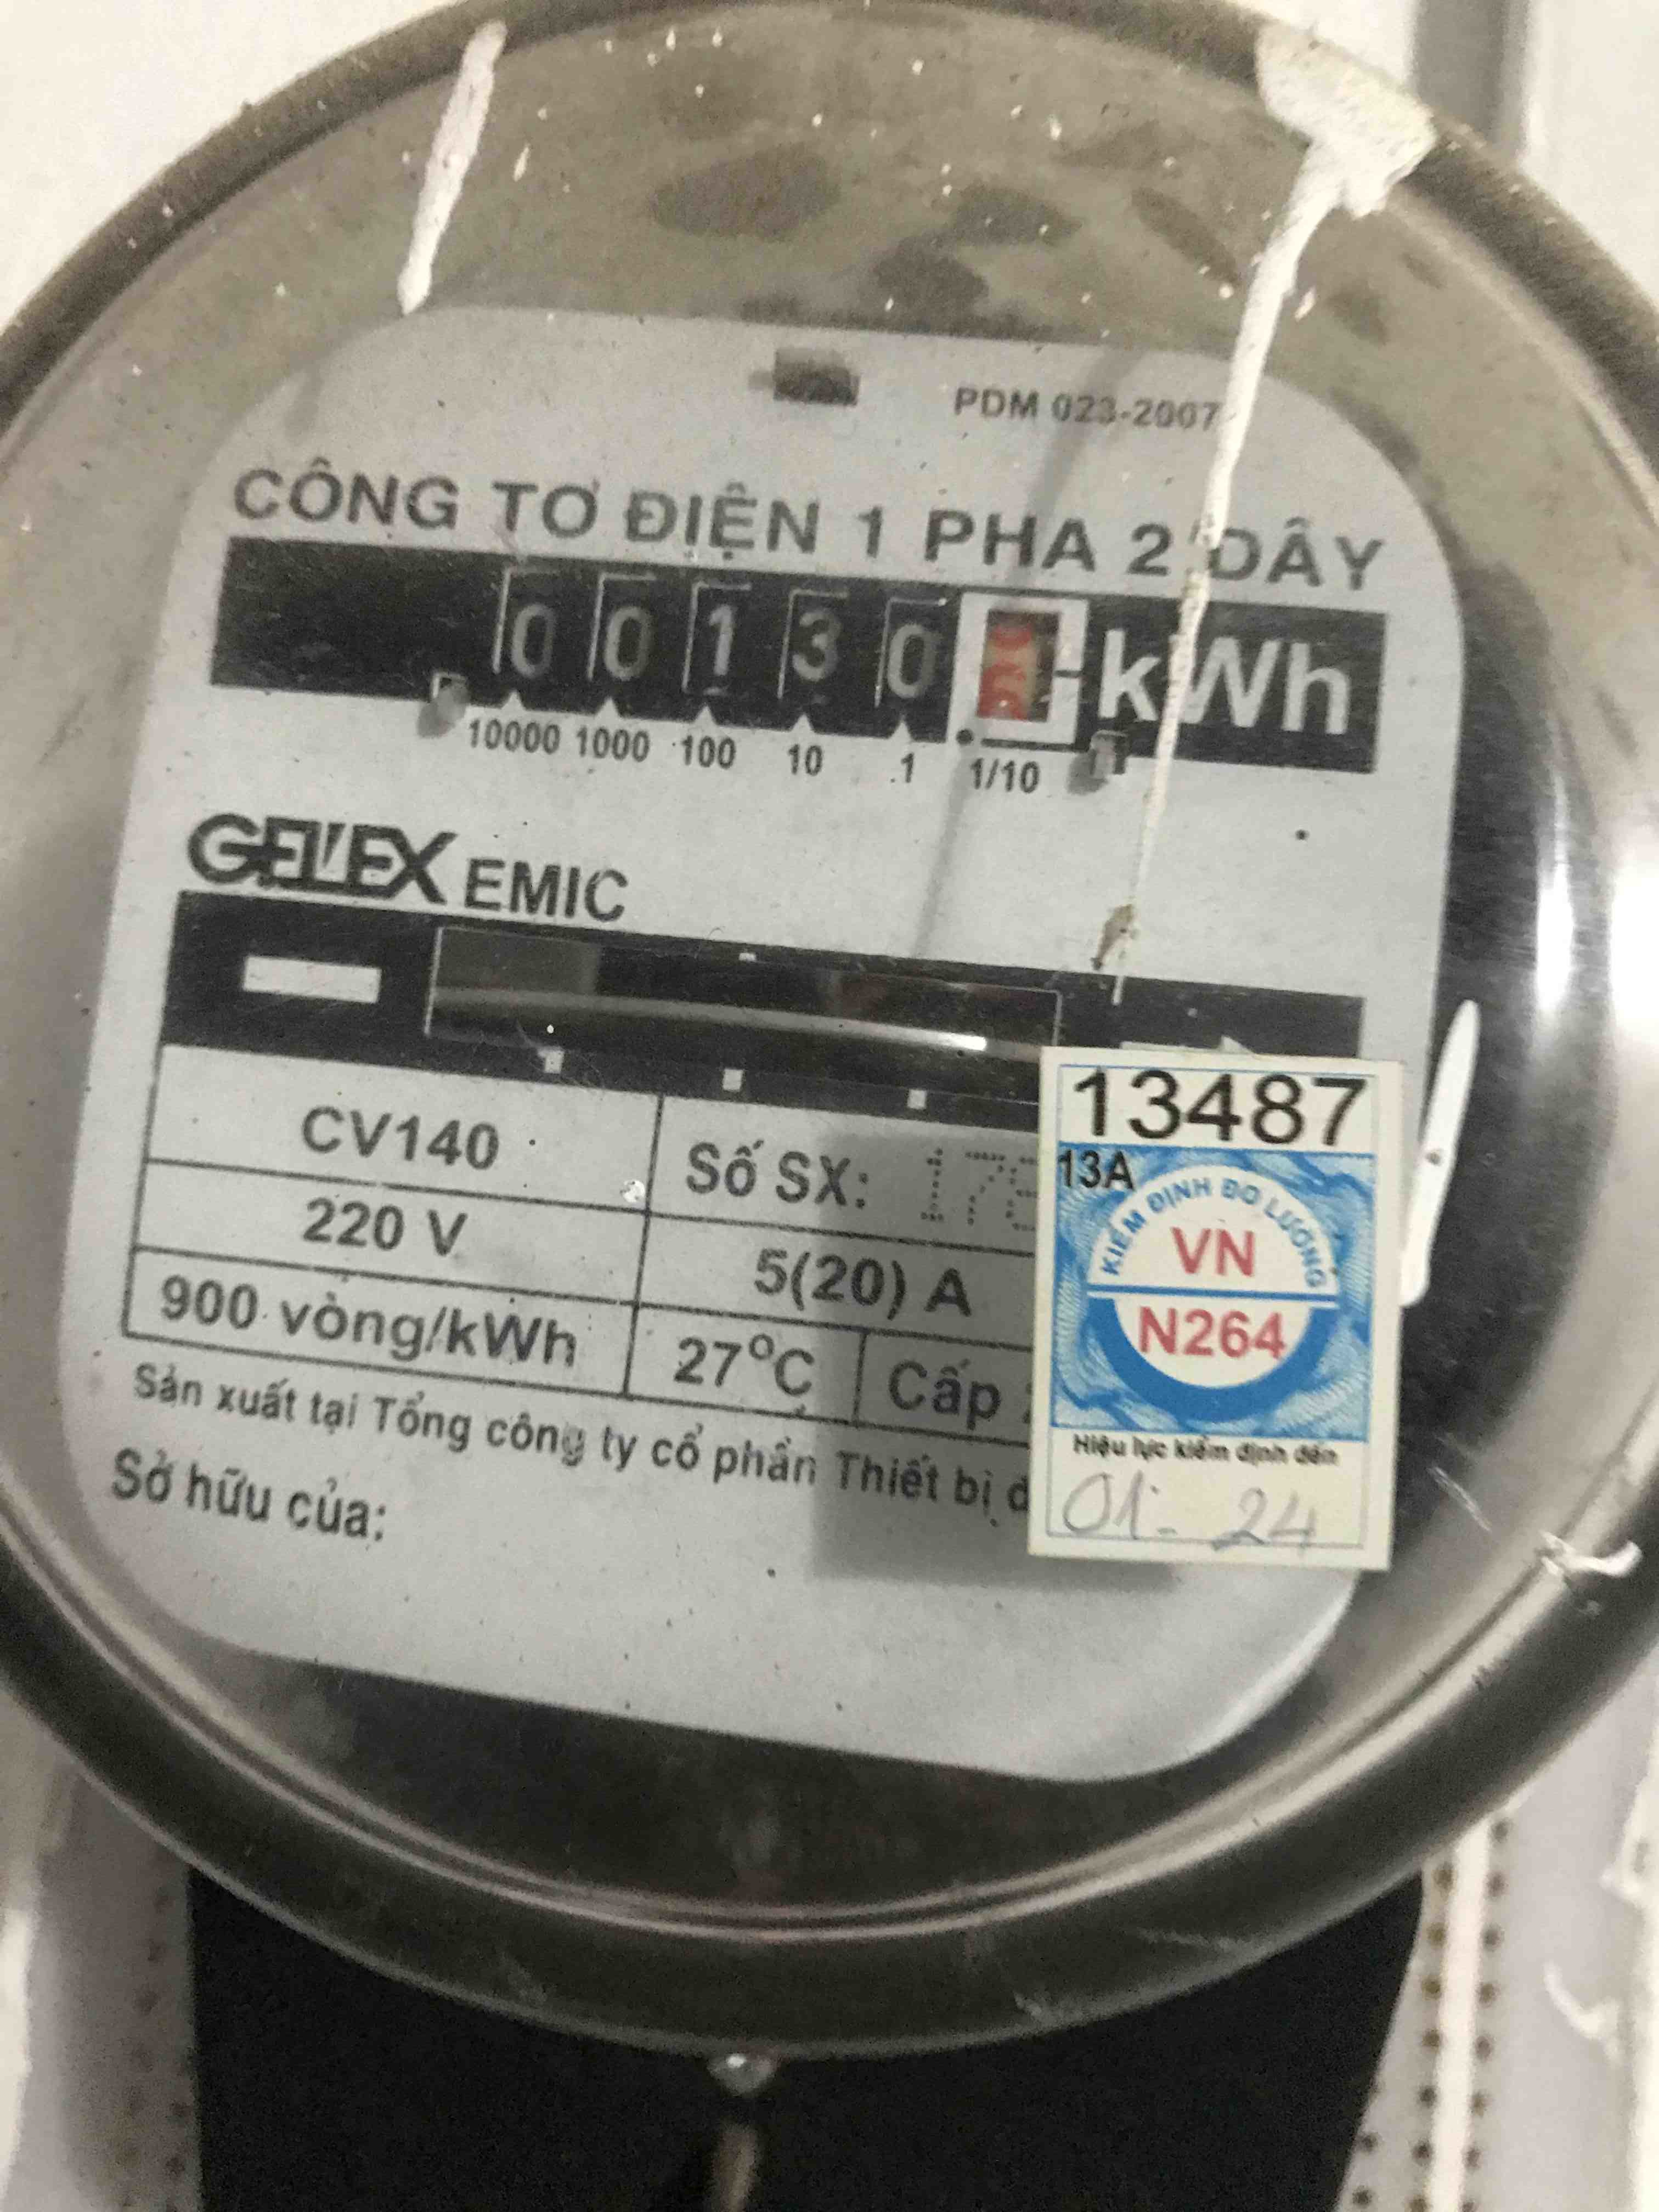 PDM 023-2007
CÔNG TƠ ĐIỆN 1 PHA 2 DÂY
0 0 1 3 0 kWh
10000 1000 100 10 1 1/10
GELEX EMIC
CV140
Số SX: 17
220 V
5(20) A
900 vòng/kWh
27°C
Cấp
Sản xuất tại Tổng công ty cổ phần Thiết bị đ
Sở hữu của:
13487
13A
KIỂM ĐỊNH ĐO LƯỜNG
VN
N264
Hiệu lực kiểm định đến
01- 24